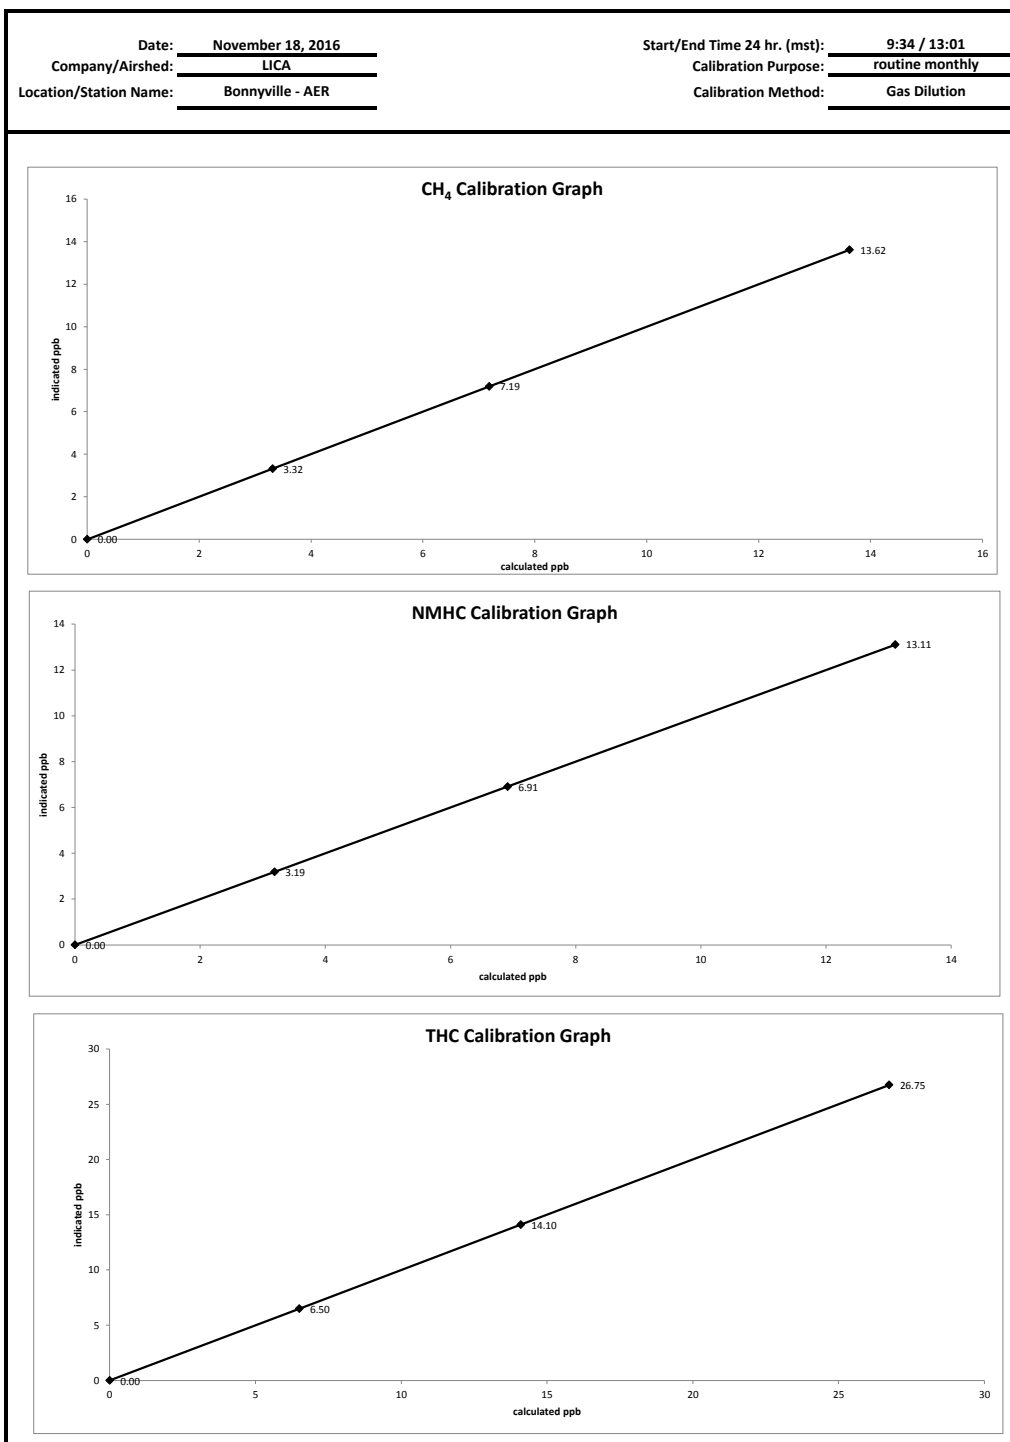 Date: November 18, 2016 Start/End Time 24 hr. (mst): 9:34 / 13:01
Company/Airshed: LICA Calibration Purpose: routine monthly
Location/Station Name: Bonnyville - AER Calibration Method: Gas Dilution
CH4 Calibration Graph
16
14
12
10
8
6
4
2
0
indicated ppb
0.00
3.32
7.19
13.62
0 2 4 6 8 10 12 14 16
calculated ppb
NMHC Calibration Graph
14
12
10
8
6
4
2
0
indicated ppb
0.00
3.19
6.91
13.11
0 2 4 6 8 10 12 14
calculated ppb
THC Calibration Graph
30
25
20
15
10
5
0
indicated ppb
0.00
6.50
14.10
26.75
0 5 10 15 20 25 30
calculated ppb